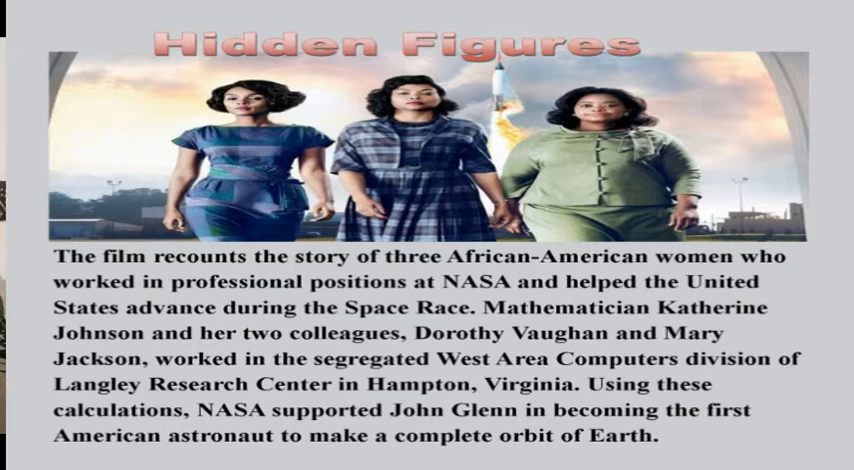 Hidden Figures
The film recounts the story of three African-American women who
worked in professional positions at NASA and helped the United
States advance during the Space Race. Mathematician Katherine
Johnson and her two colleagues, Dorothy Vaughan and Mary
Jackson, worked in the segregated West Area Computers division of
Langley Research Center in Hampton, Virginia. Using these
calculations, NASA supported John Glenn in becoming the first
American astronaut to make a complete orbit of Earth.